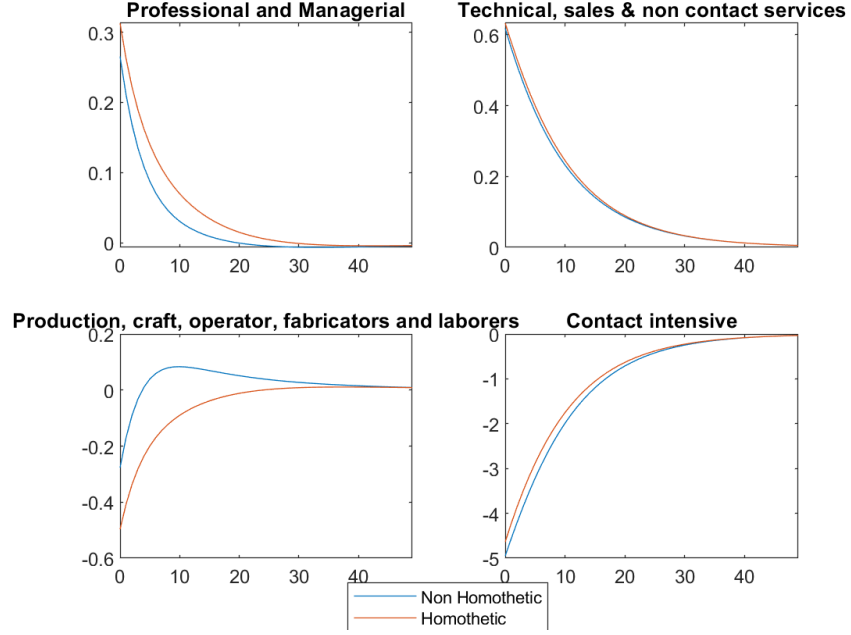 Professional and Managerial
0.3
0.2
0.1
0
0 10 20 30 40
Technical, sales & non contact services
0.6
0.4
0.2
0
0 10 20 30 40
Production, craft, operator, fabricators and laborers
0.2
0
-0.2
-0.4
-0.6
0 10 20 30 40
Contact intensive
0
-1
-2
-3
-4
-5
0 10 20 30 40
Non Homothetic
Homothetic